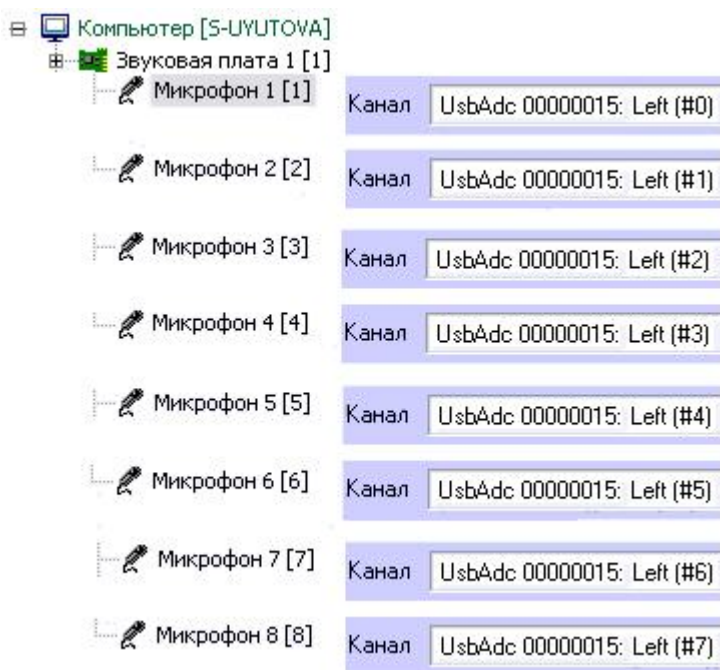 Компьютер [S-UYUTOVA]
Звуковая плата 1 [1]
Микрофон 1 [1] Канал UsbAdc 00000015: Left (#0)
Микрофон 2 [2] Канал UsbAdc 00000015: Left (#1)
Микрофон 3 [3] Канал UsbAdc 00000015: Left (#2)
Микрофон 4 [4] Канал UsbAdc 00000015: Left (#3)
Микрофон 5 [5] Канал UsbAdc 00000015: Left (#4)
Микрофон 6 [6] Канал UsbAdc 00000015: Left (#5)
Микрофон 7 [7] Канал UsbAdc 00000015: Left (#6)
Микрофон 8 [8] Канал UsbAdc 00000015: Left (#7)